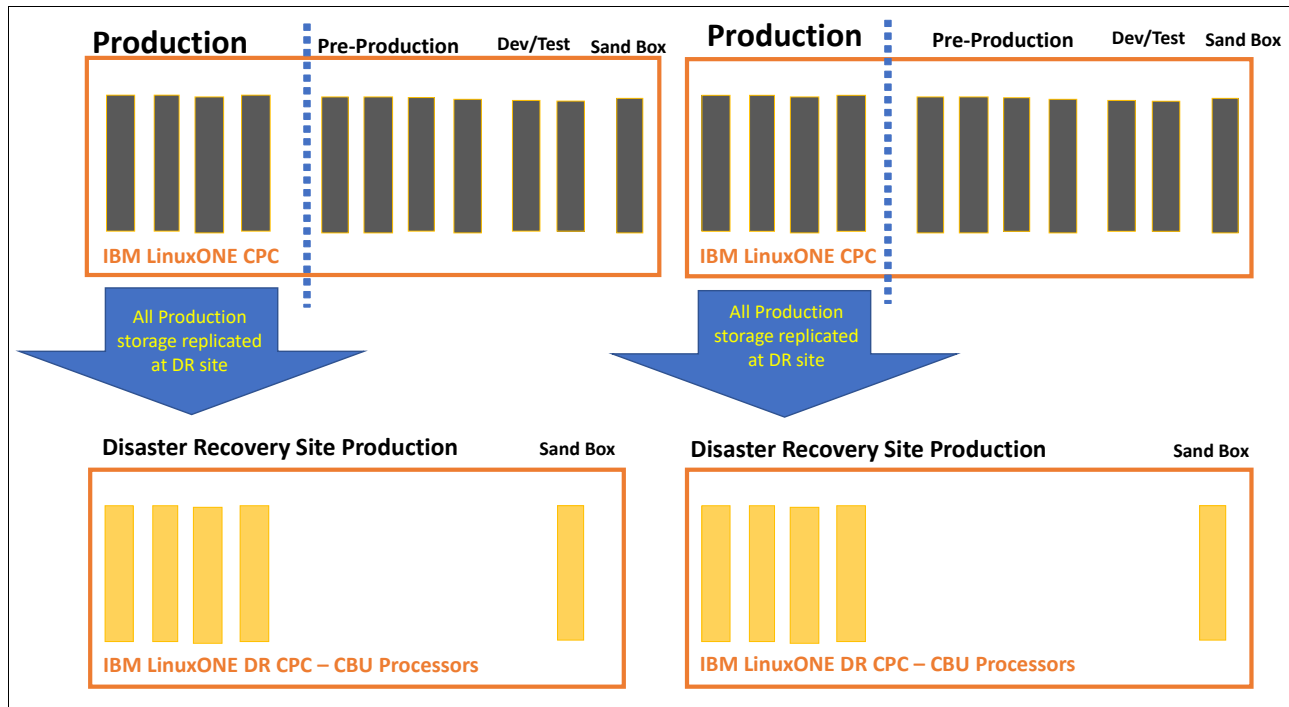 Production
Pre-Production
Dev/Test
Sand Box
IBM LinuxONE CPC
Production
Pre-Production
Dev/Test
Sand Box
IBM LinuxONE CPC
All Production
storage replicated
at DR site
All Production
storage replicated
at DR site
Disaster Recovery Site Production
Sand Box
IBM LinuxONE DR CPC – CBU Processors
Disaster Recovery Site Production
Sand Box
IBM LinuxONE DR CPC – CBU Processors